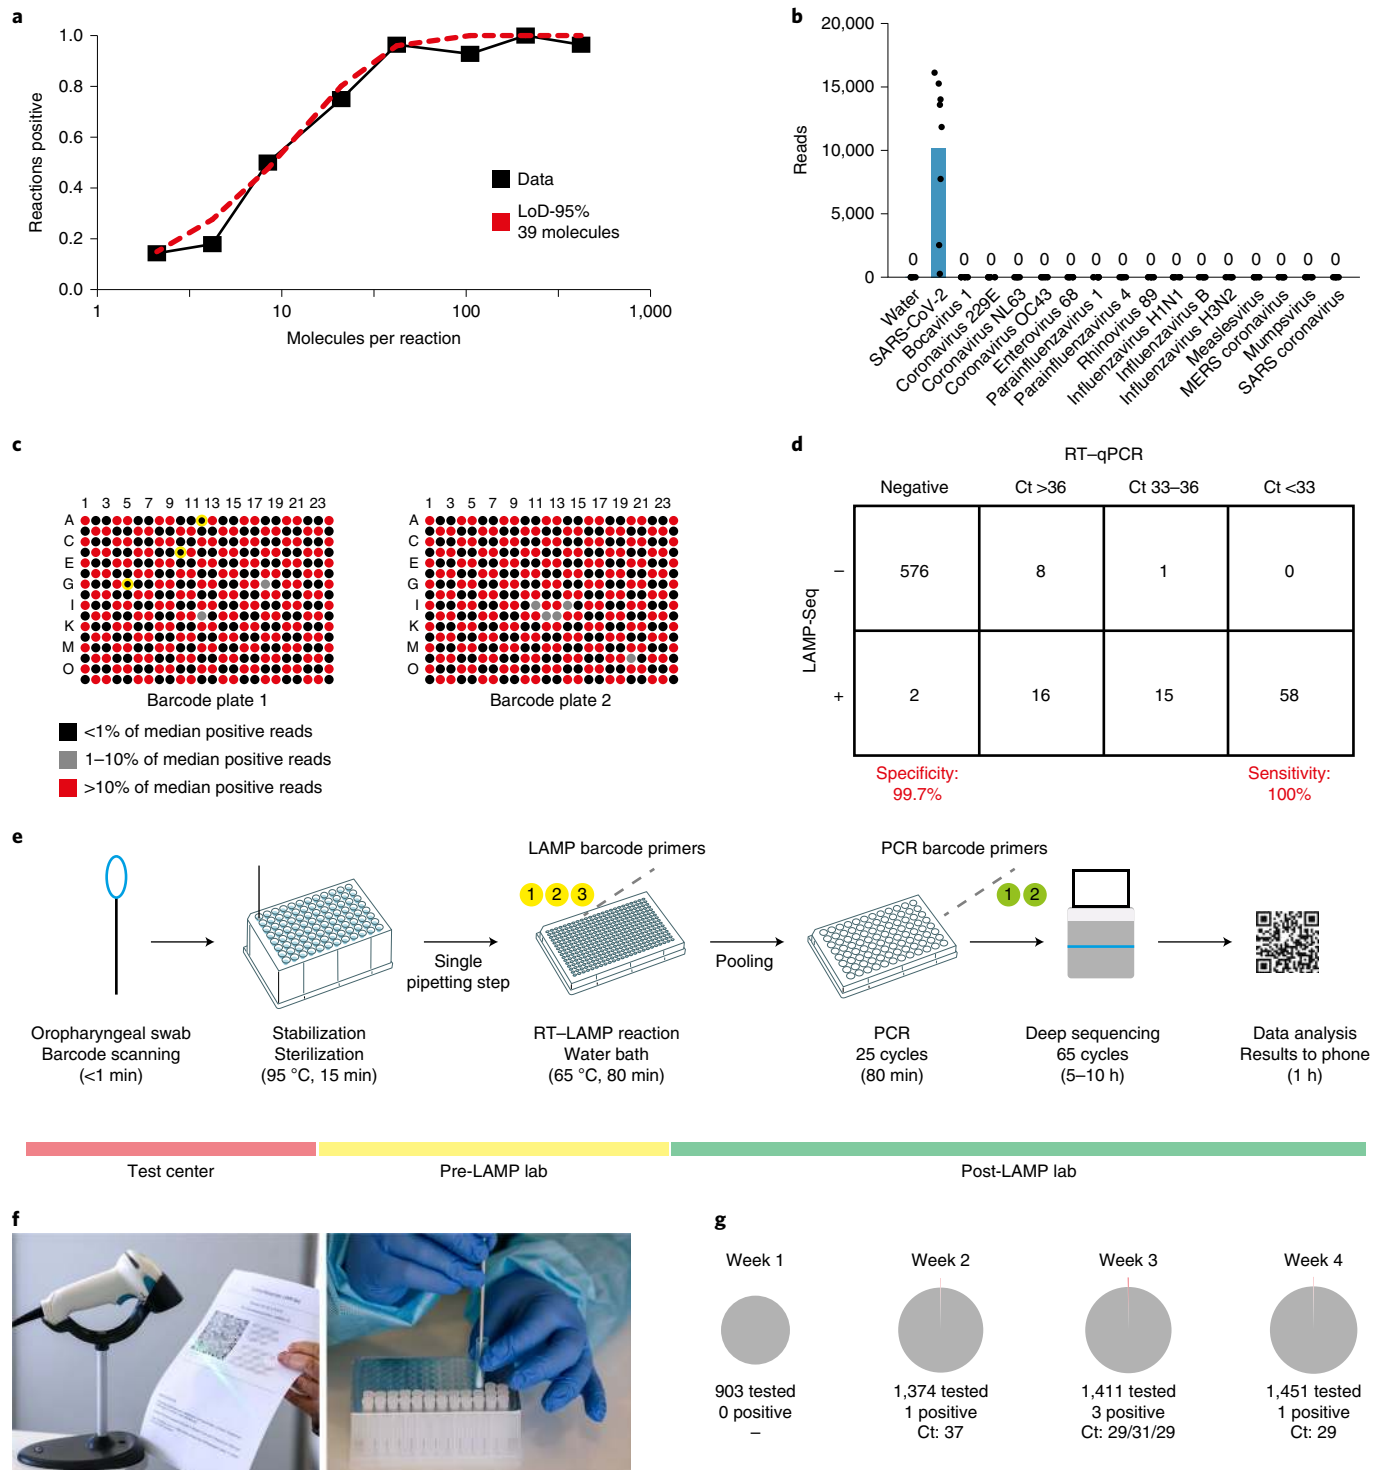 a
1.0
0.8
0.6
0.4
0.2
0.0
Reactions positive
1
10
100
1,000
Molecules per reaction
Data
LoD-95%
39 molecules
b
20,000
15,000
10,000
5,000
0
Reads
0 0 0 0 0 0 0 0 0 0 0 0 0 0 0 0
Water
SARS-CoV-2
Bocavirus 1
Coronavirus 229E
Coronavirus NL63
Coronavirus OC43
Enterovirus 68
Parainfluenzavirus 1
Parainfluenzavirus 4
Rhinovirus 89
Influenzavirus H1N1
Influenzavirus B
Influenzavirus H3N2
Measlesvirus
MERS coronavirus
Mumpsvirus
SARS coronavirus
c
1 3 5 7 9 11 13 15 17 19 21 23
A
C
E
G
I
K
M
O
Barcode plate 1
1 3 5 7 9 11 13 15 17 19 21 23
A
C
E
G
I
K
M
O
Barcode plate 2
<1% of median positive reads
1–10% of median positive reads
>10% of median positive reads
d
RT–qPCR
Negative Ct >36 Ct 33–36 Ct <33
LAMP-Seq
– 576 8 1 0
+ 2 16 15 58
Specificity:
99.7%
Sensitivity:
100%
e
LAMP barcode primers
PCR barcode primers
1 2 3
1 2
Single
pipetting step
Pooling
Oropharyngeal swab
Barcode scanning
(<1 min)
Stabilization
Sterilization
(95 °C, 15 min)
RT–LAMP reaction
Water bath
(65 °C, 80 min)
PCR
25 cycles
(80 min)
Deep sequencing
65 cycles
(5–10 h)
Data analysis
Results to phone
(1 h)
Test center
Pre-LAMP lab
Post-LAMP lab
f
g
Week 1
903 tested
0 positive
–
Week 2
1,374 tested
1 positive
Ct: 37
Week 3
1,411 tested
3 positive
Ct: 29/31/29
Week 4
1,451 tested
1 positive
Ct: 29